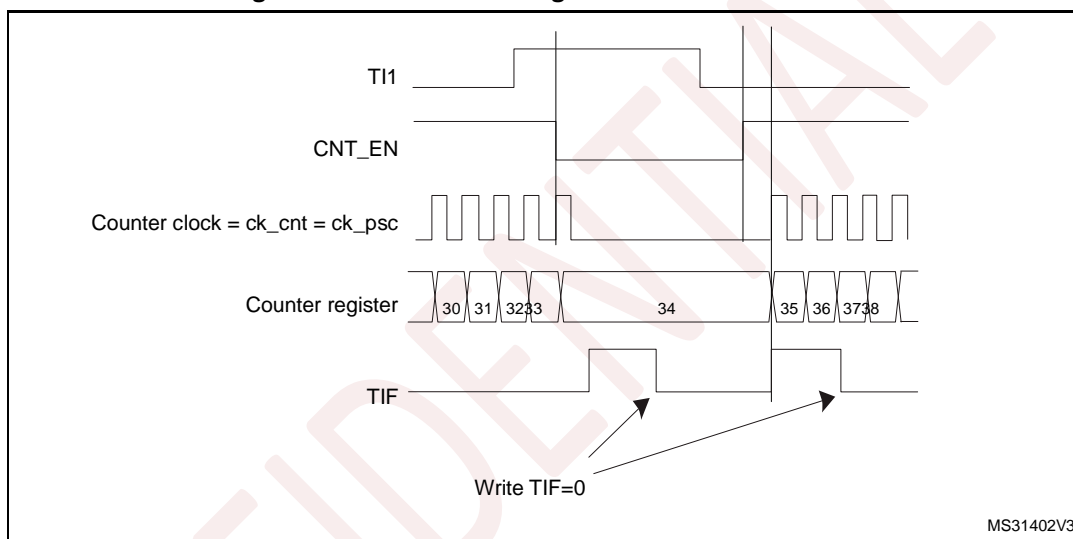 TI1
CNT_EN
Counter clock = ck_cnt = ck_psc
Counter register 30 31 32 33 34 35 36 37 38
TIF
Write TIF=0
MS31402V3